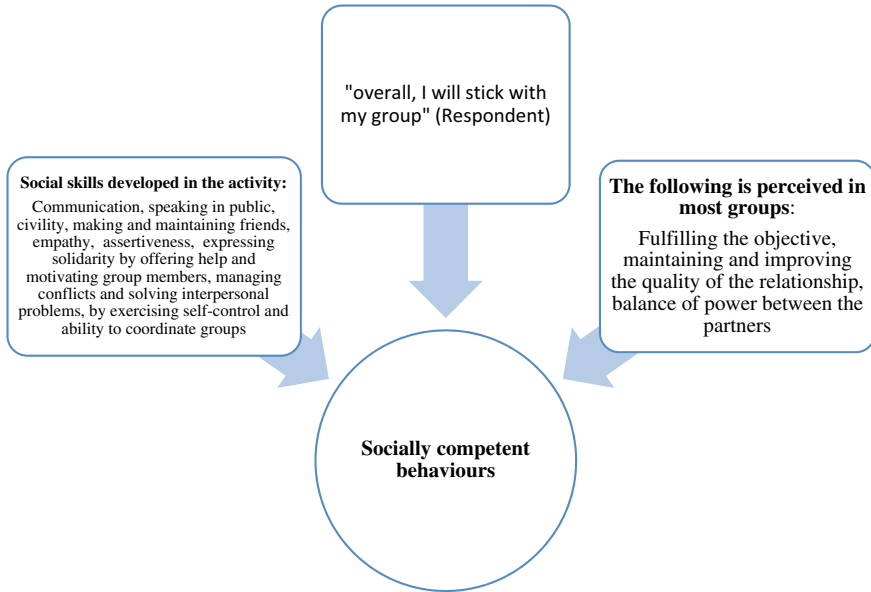 "overall, I will stick with
my group" (Respondent)
Social skills developed in the activity:
Communication, speaking in public,
civility, making and maintaining friends,
empathy, assertiveness, expressing
solidarity by offering help and
motivating group members, managing
conflicts and solving interpersonal
problems, by exercising self-control and
ability to coordinate groups
The following is perceived in
most groups:
Fulfilling the objective,
maintaining and improving
the quality of the relationship,
balance of power between the
partners
Socially competent
behaviours